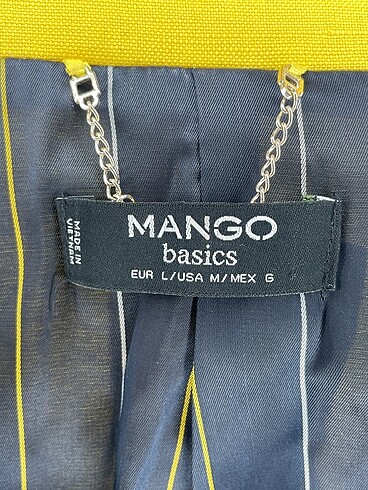 MANGO
basics
EUR L/USA M/MEX G
MADE IN
VIETNAM